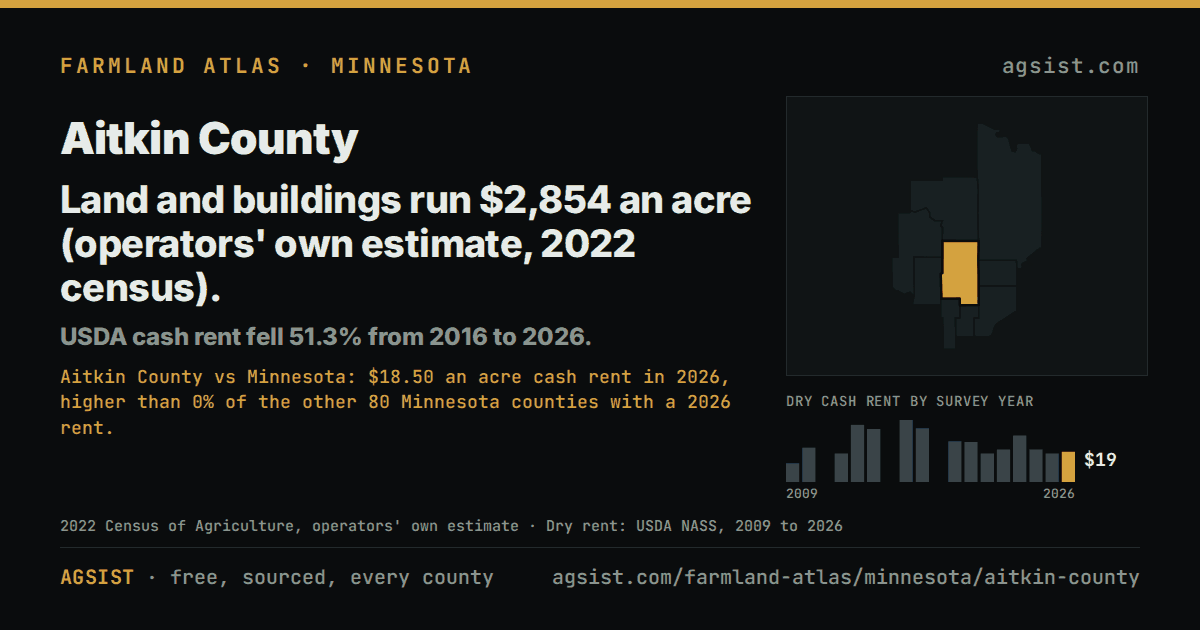 FARMLAND ATLAS · MINNESOTA
agsist.com
Aitkin County
Land and buildings run $2,854 an acre
(operators' own estimate, 2022
census).
USDA cash rent fell 51.3% from 2016 to 2026.
Aitkin County vs Minnesota: $18.50 an acre cash rent in 2026,
higher than 0% of the other 80 Minnesota counties with a 2026
rent.
DRY CASH RENT BY SURVEY YEAR
$19
2009
2026
2022 Census of Agriculture, operators' own estimate · Dry rent: USDA NASS, 2009 to 2026
AGSIST · free, sourced, every county
agsist.com/farmland-atlas/minnesota/aitkin-county